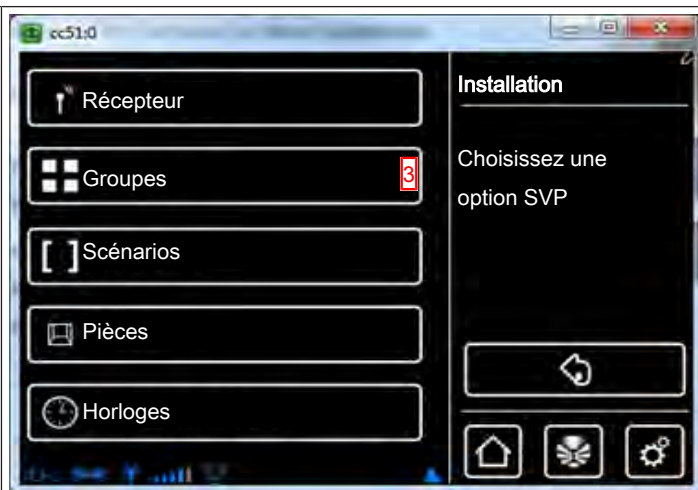 cc51:0
Récepteur
Groupes
3
Scénarios
Pièces
Horloges
Installation
Choisissez une
option SVP